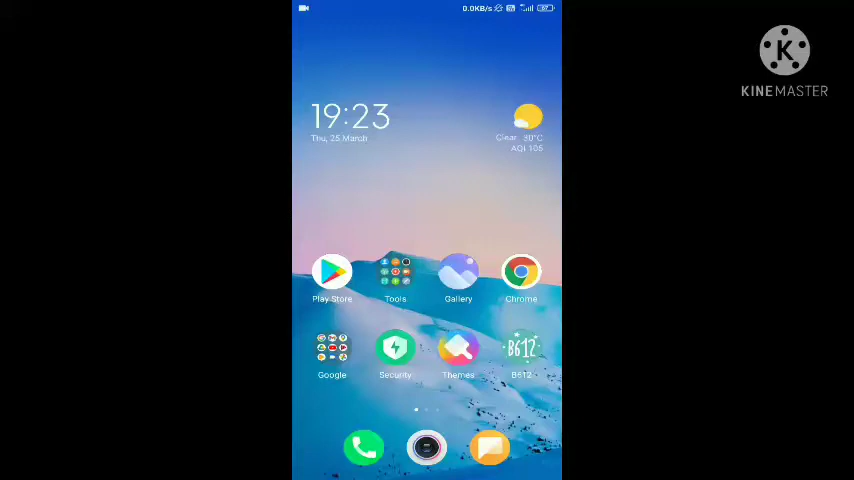 0.0KB/s
K
KINEMASTER
19:23
Thu, 25 March
Clear 30°C
AQI 105
Play Store
Tools
Gallery
Chrome
B612
Google
Security
Themes
B612